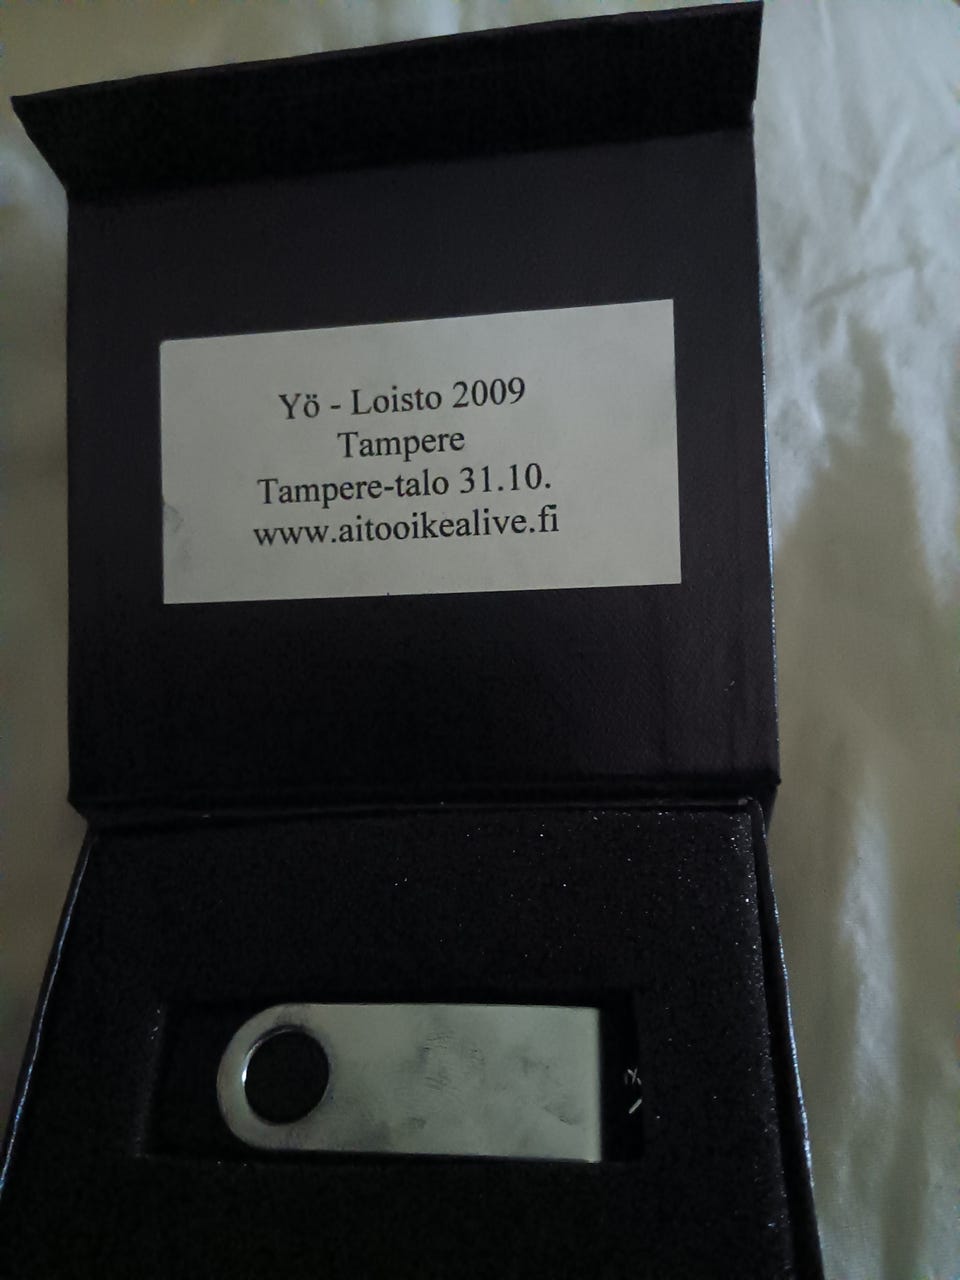 Yö - Loisto 2009
Tampere
Tampere-talo 31.10.
www.aitooikealive.fi